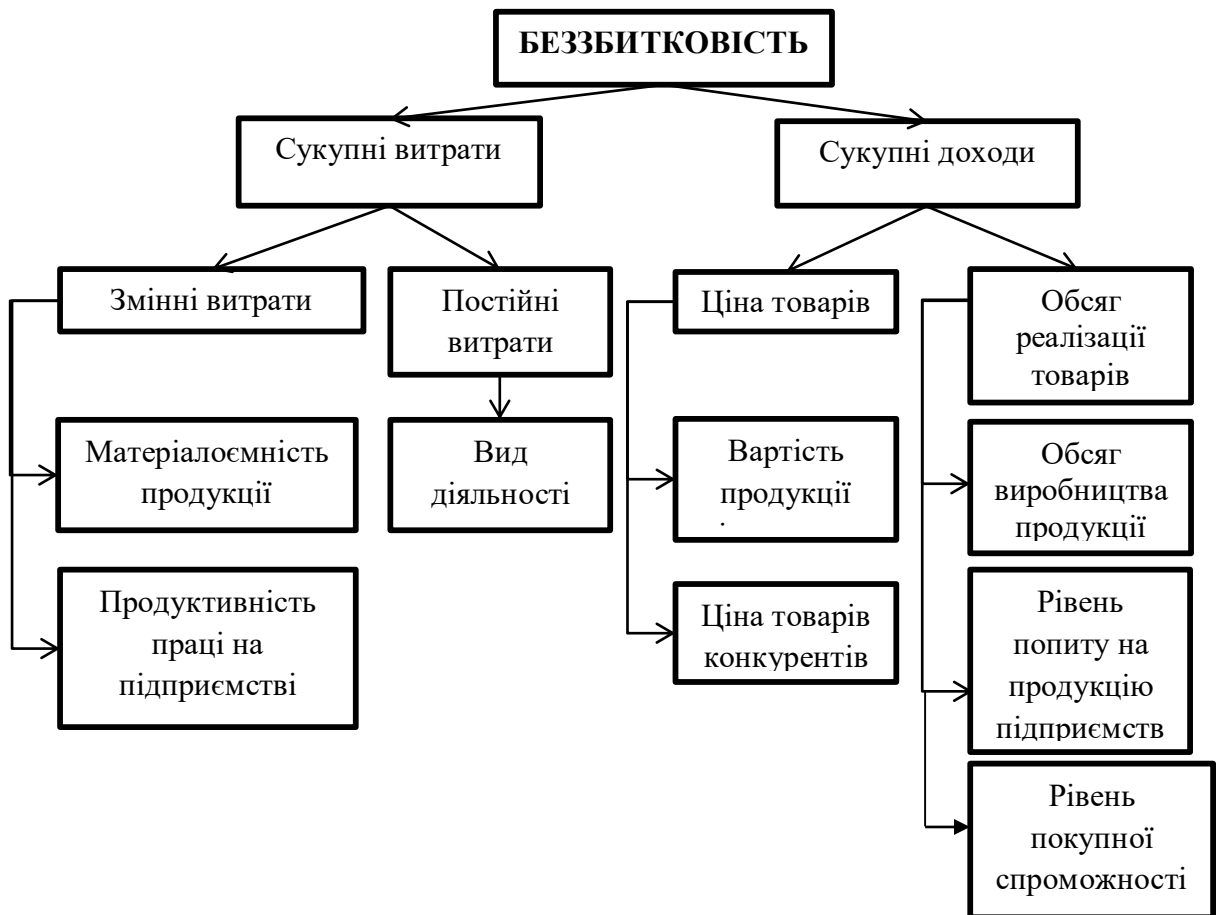 БЕЗЗБИТКОВІСТЬ
Сукупні витрати
Сукупні доходи
Змінні витрати
Постійні
витрати
Ціна товарів
Обсяг
реалізації
товарів
Матеріалоємність
продукції
Вид
діяльності
Вартість
продукції
Обсяг
виробництва
продукції
Продуктивність
праці на
підприємстві
Ціна товарів
конкурентів
Рівень
попиту на
продукцію
підприємств
Рівень
покупної
спроможності